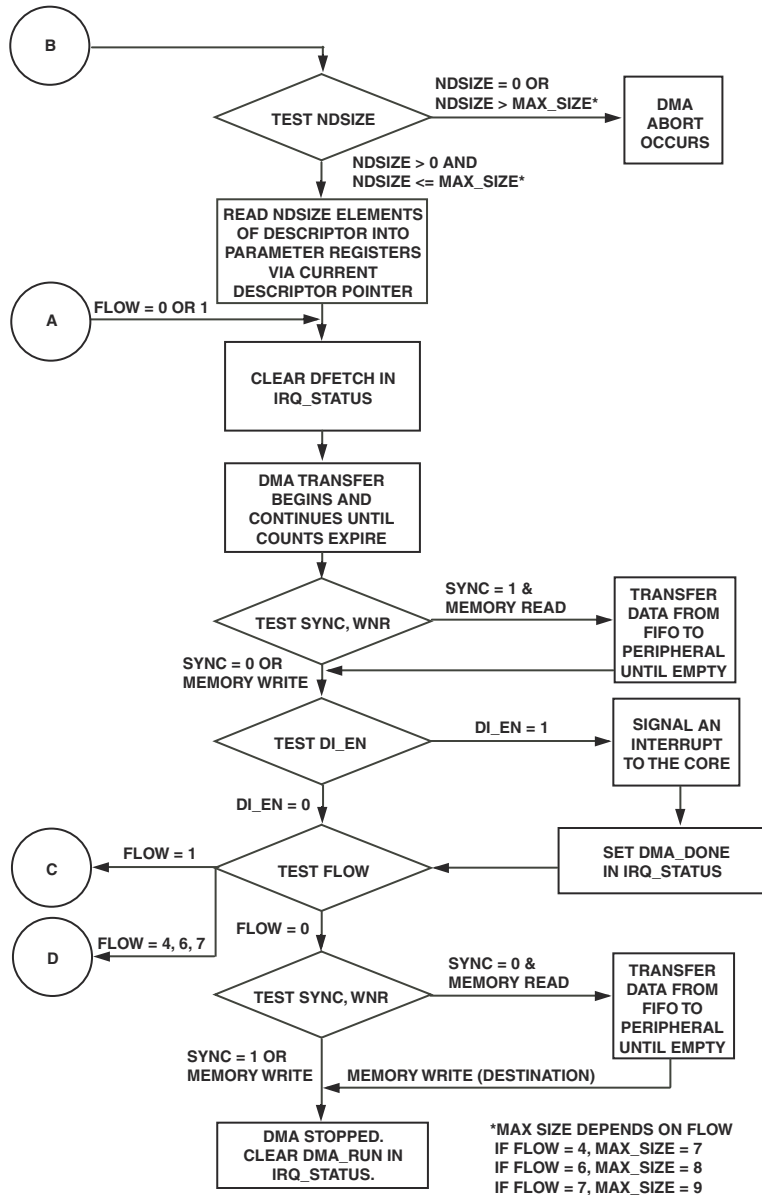 B
NDSIZE = 0 OR
NDSIZE > MAX_SIZE*
TEST NDSIZE
DMA
ABORT
OCCURS
NDSIZE > 0 AND
NDSIZE <= MAX_SIZE*
READ NDSIZE ELEMENTS
OF DESCRIPTOR INTO
PARAMETER REGISTERS
VIA CURRENT
DESCRIPTOR POINTER
A
FLOW = 0 OR 1
CLEAR DFETCH IN
IRQ_STATUS
DMA TRANSFER
BEGINS AND
CONTINUES UNTIL
COUNTS EXPIRE
TEST SYNC, WNR
SYNC = 1 &
MEMORY READ
TRANSFER
DATA FROM
FIFO TO
PERIPHERAL
UNTIL EMPTY
SYNC = 0 OR
MEMORY WRITE
TEST DI_EN
DI_EN = 1
SIGNAL AN
INTERRUPT
TO THE CORE
DI_EN = 0
SET DMA_DONE
IN IRQ_STATUS
TEST FLOW
FLOW = 1
C
FLOW = 4, 6, 7
D
FLOW = 0
TEST SYNC, WNR
SYNC = 0 &
MEMORY READ
TRANSFER
DATA FROM
FIFO TO
PERIPHERAL
UNTIL EMPTY
SYNC = 1 OR
MEMORY WRITE
MEMORY WRITE (DESTINATION)
DMA STOPPED.
CLEAR DMA_RUN IN
IRQ_STATUS.
*MAX SIZE DEPENDS ON FLOW
IF FLOW = 4, MAX_SIZE = 7
IF FLOW = 6, MAX_SIZE = 8
IF FLOW = 7, MAX_SIZE = 9